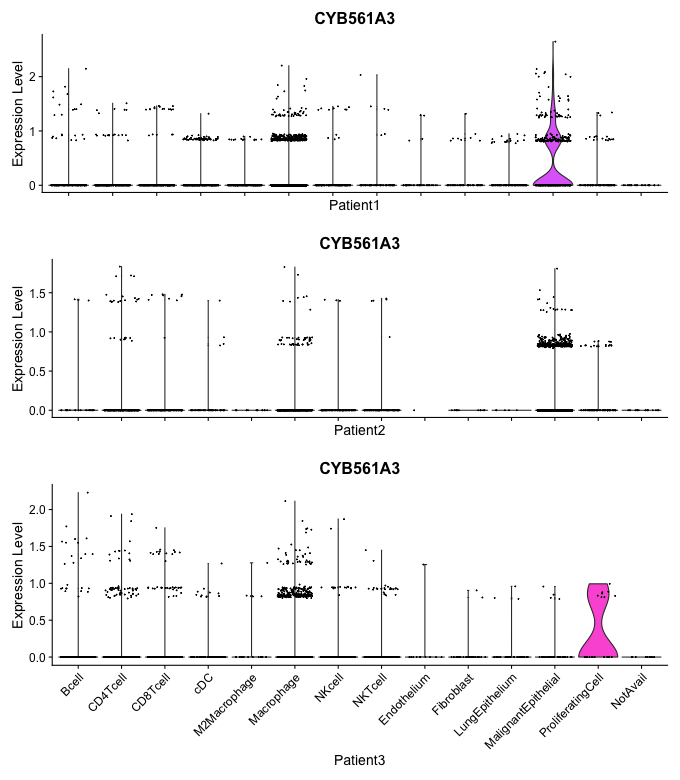 CYB561A3
Expression Level
2
1
0
Patient1
CYB561A3
Expression Level
1.5
1.0
0.5
0.0
Patient2
CYB561A3
Expression Level
2.0
1.5
1.0
0.5
0.0
Bcell
CD4Tcell
CD8Tcell
cDC
M2Macrophage
Macrophage
NKcell
NKTcell
Endothelium
Fibroblast
LungEpithelium
MalignantEpithelial
ProliferatingCell
NotAvail
Patient3